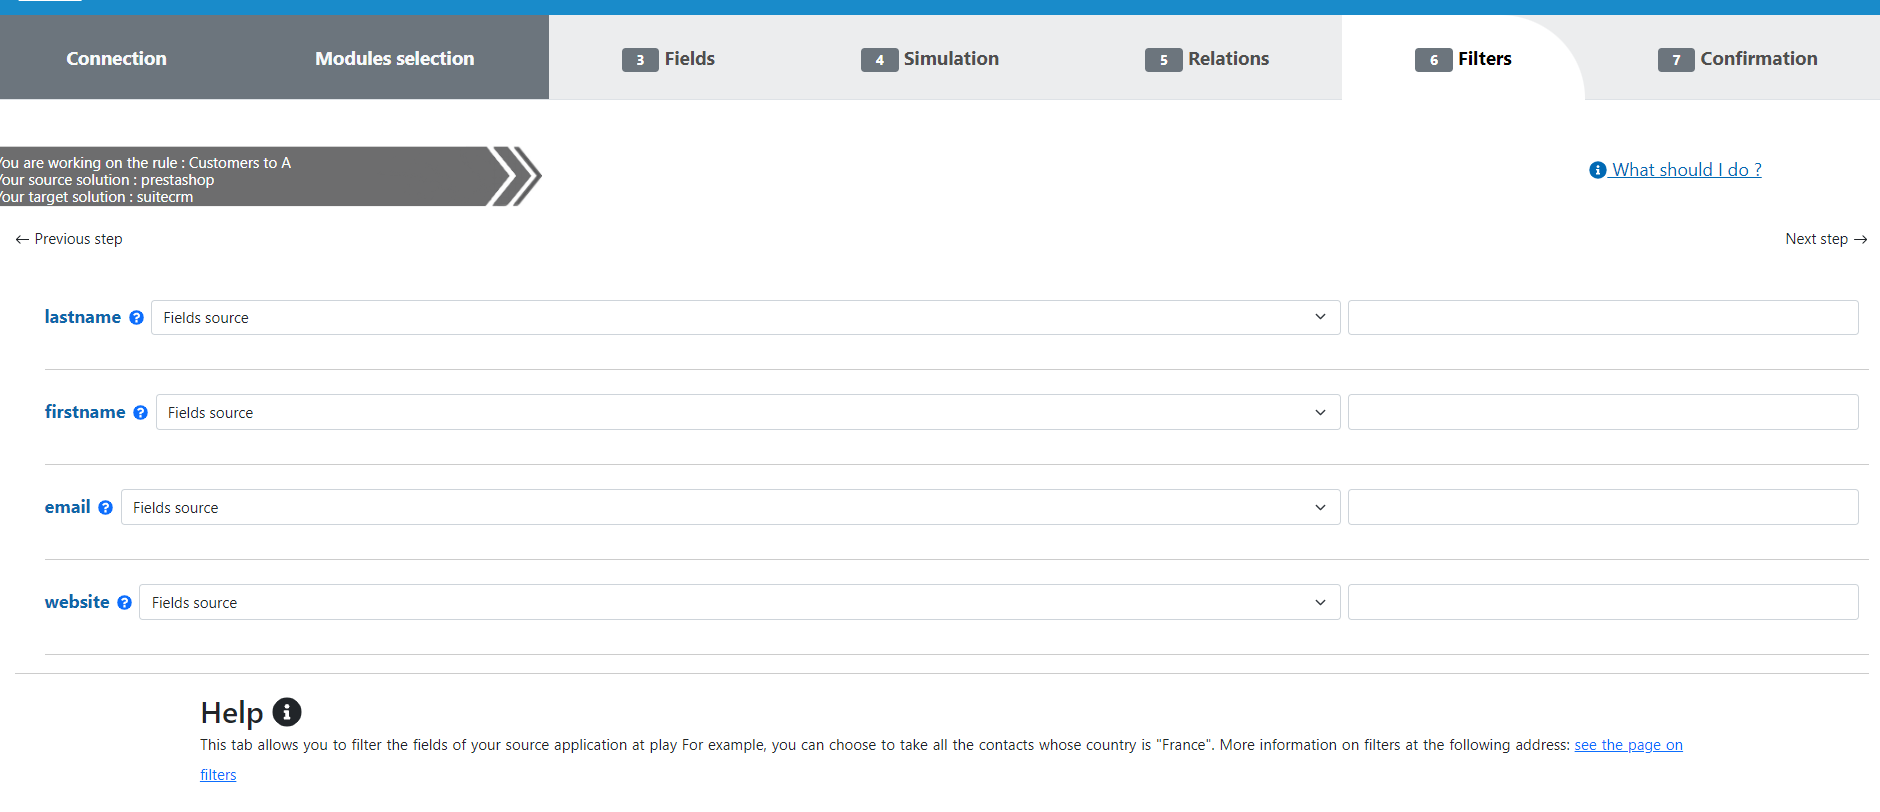 Connection
Modules selection
3 Fields
4 Simulation
5 Relations
6 Filters
7 Confirmation
You are working on the rule : Customers to A
Your source solution : prestashop
Your target solution : suitecrm
What should I do ?
← Previous step
Next step →
lastname
Fields source
firstname
Fields source
email
Fields source
website
Fields source
Help
This tab allows you to filter the fields of your source application at play For example, you can choose to take all the contacts whose country is "France". More information on filters at the following address: see the page on
filters